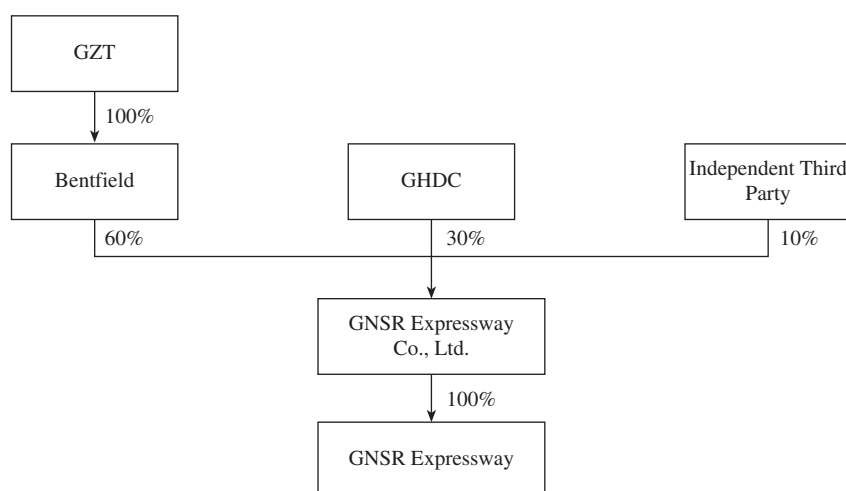 GZT
100%
Bentfield
GHDC
Independent Third
Party
60%
30%
10%
GNSR Expressway
Co., Ltd.
100%
GNSR Expressway